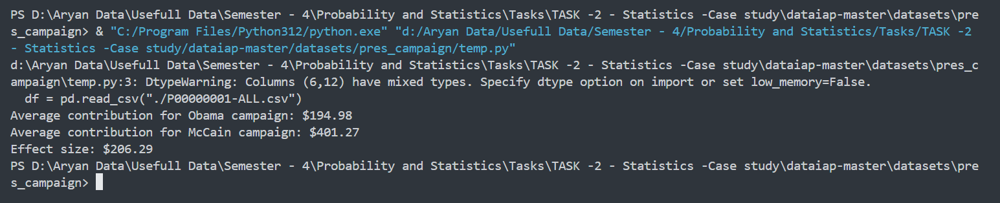 PS D:\Aryan Data\Usefull Data\Semester - 4\Probability and Statistics\Tasks\TASK -2 - Statistics -Case study\dataiap-master\datasets\pre
s_campaign> & "C:/Program Files/Python312/python.exe" "d:/Aryan Data/Usefull Data/Semester - 4/Probability and Statistics/Tasks/TASK -2
- Statistics -Case study/dataiap-master/datasets/pres_campaign/temp.py"
d:\Aryan Data\Usefull Data\Semester - 4\Probability and Statistics\Tasks\TASK -2 - Statistics -Case study\dataiap-master\datasets\pres_c
ampaign\temp.py:3: DtypeWarning: Columns (6,12) have mixed types. Specify dtype option on import or set low_memory=False.
  df = pd.read_csv("./P00000001-ALL.csv")
Average contribution for Obama campaign: $194.98
Average contribution for McCain campaign: $401.27
Effect size: $206.29
PS D:\Aryan Data\Usefull Data\Semester - 4\Probability and Statistics\Tasks\TASK -2 - Statistics -Case study\dataiap-master\datasets\pre
s_campaign>